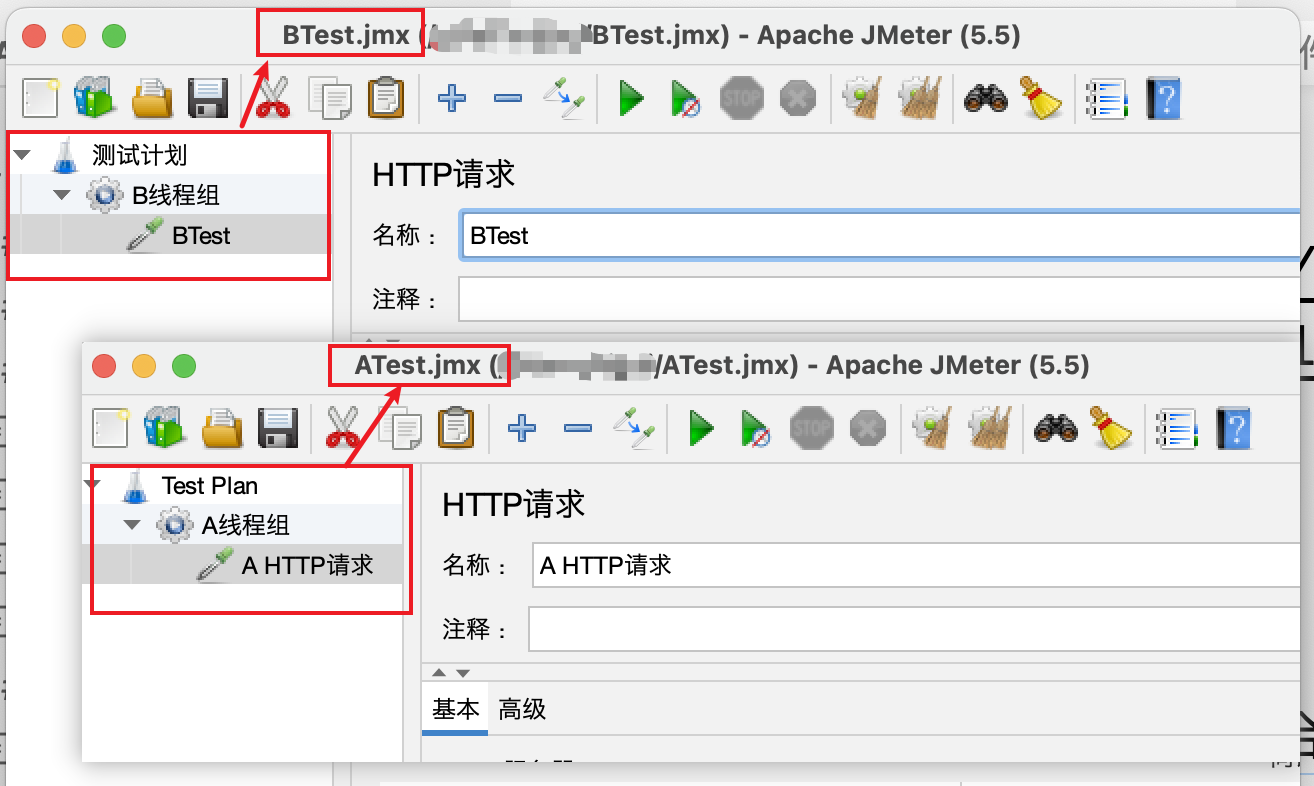 BTest.jmx (/BTest.jmx) - Apache JMeter (5.5)
STOP
测试计划
B线程组
BTest
HTTP请求
名称：
BTest
注释：
ATest.jmx (/ATest.jmx) - Apache JMeter (5.5)
STOP
Test Plan
A线程组
A HTTP请求
HTTP请求
名称：
A HTTP请求
注释：
基本 高级